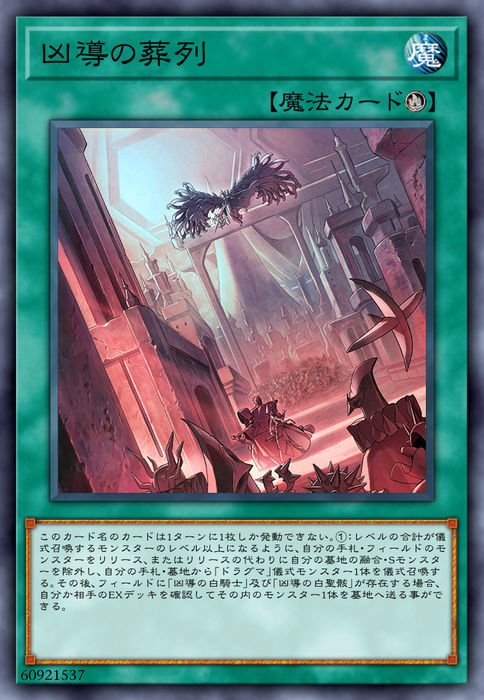 凶導の葬列
魔
【魔法カード】
このカード名のカードは1ターンに1枚しか発動できない。①:レベルの合計が儀
式召喚するモンスターのレベル以上になるように、自分の手札・フィールドのモ
ンスターをリリース、またはリリースの代わりに自分の墓地の融合・Sモンスター
を除外し、自分の手札・墓地から「ドラグマ」儀式モンスター1体を儀式召喚す
る。その後、フィールドに「凶導の白騎士」及び「凶導の白聖骸」が存在する場合、
自分か相手のEXデッキを確認してその内のモンスター1体を墓地へ送る事ができ
る。
60921537